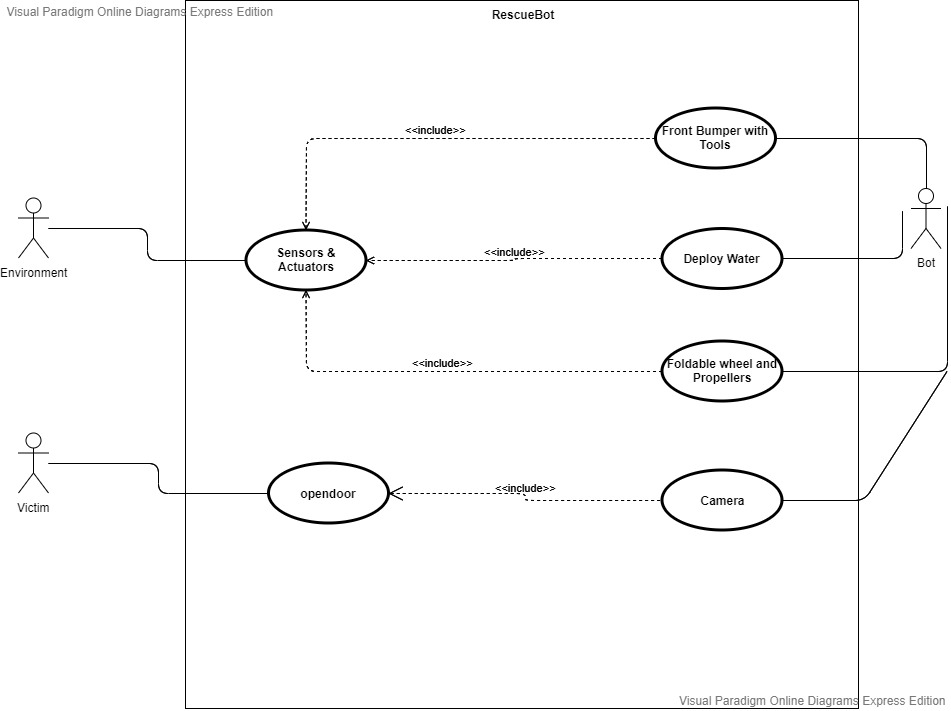 Visual Paradigm Online Diagrams Express Edition
RescueBot
<<include>>
Front Bumper with
Tools
Environment
Sensors &
Actuators
<<include>>
Deploy Water
Bot
<<include>>
Foldable wheel and
Propellers
Victim
opendoor
<<include>>
Camera
Visual Paradigm Online Diagrams Express Edition